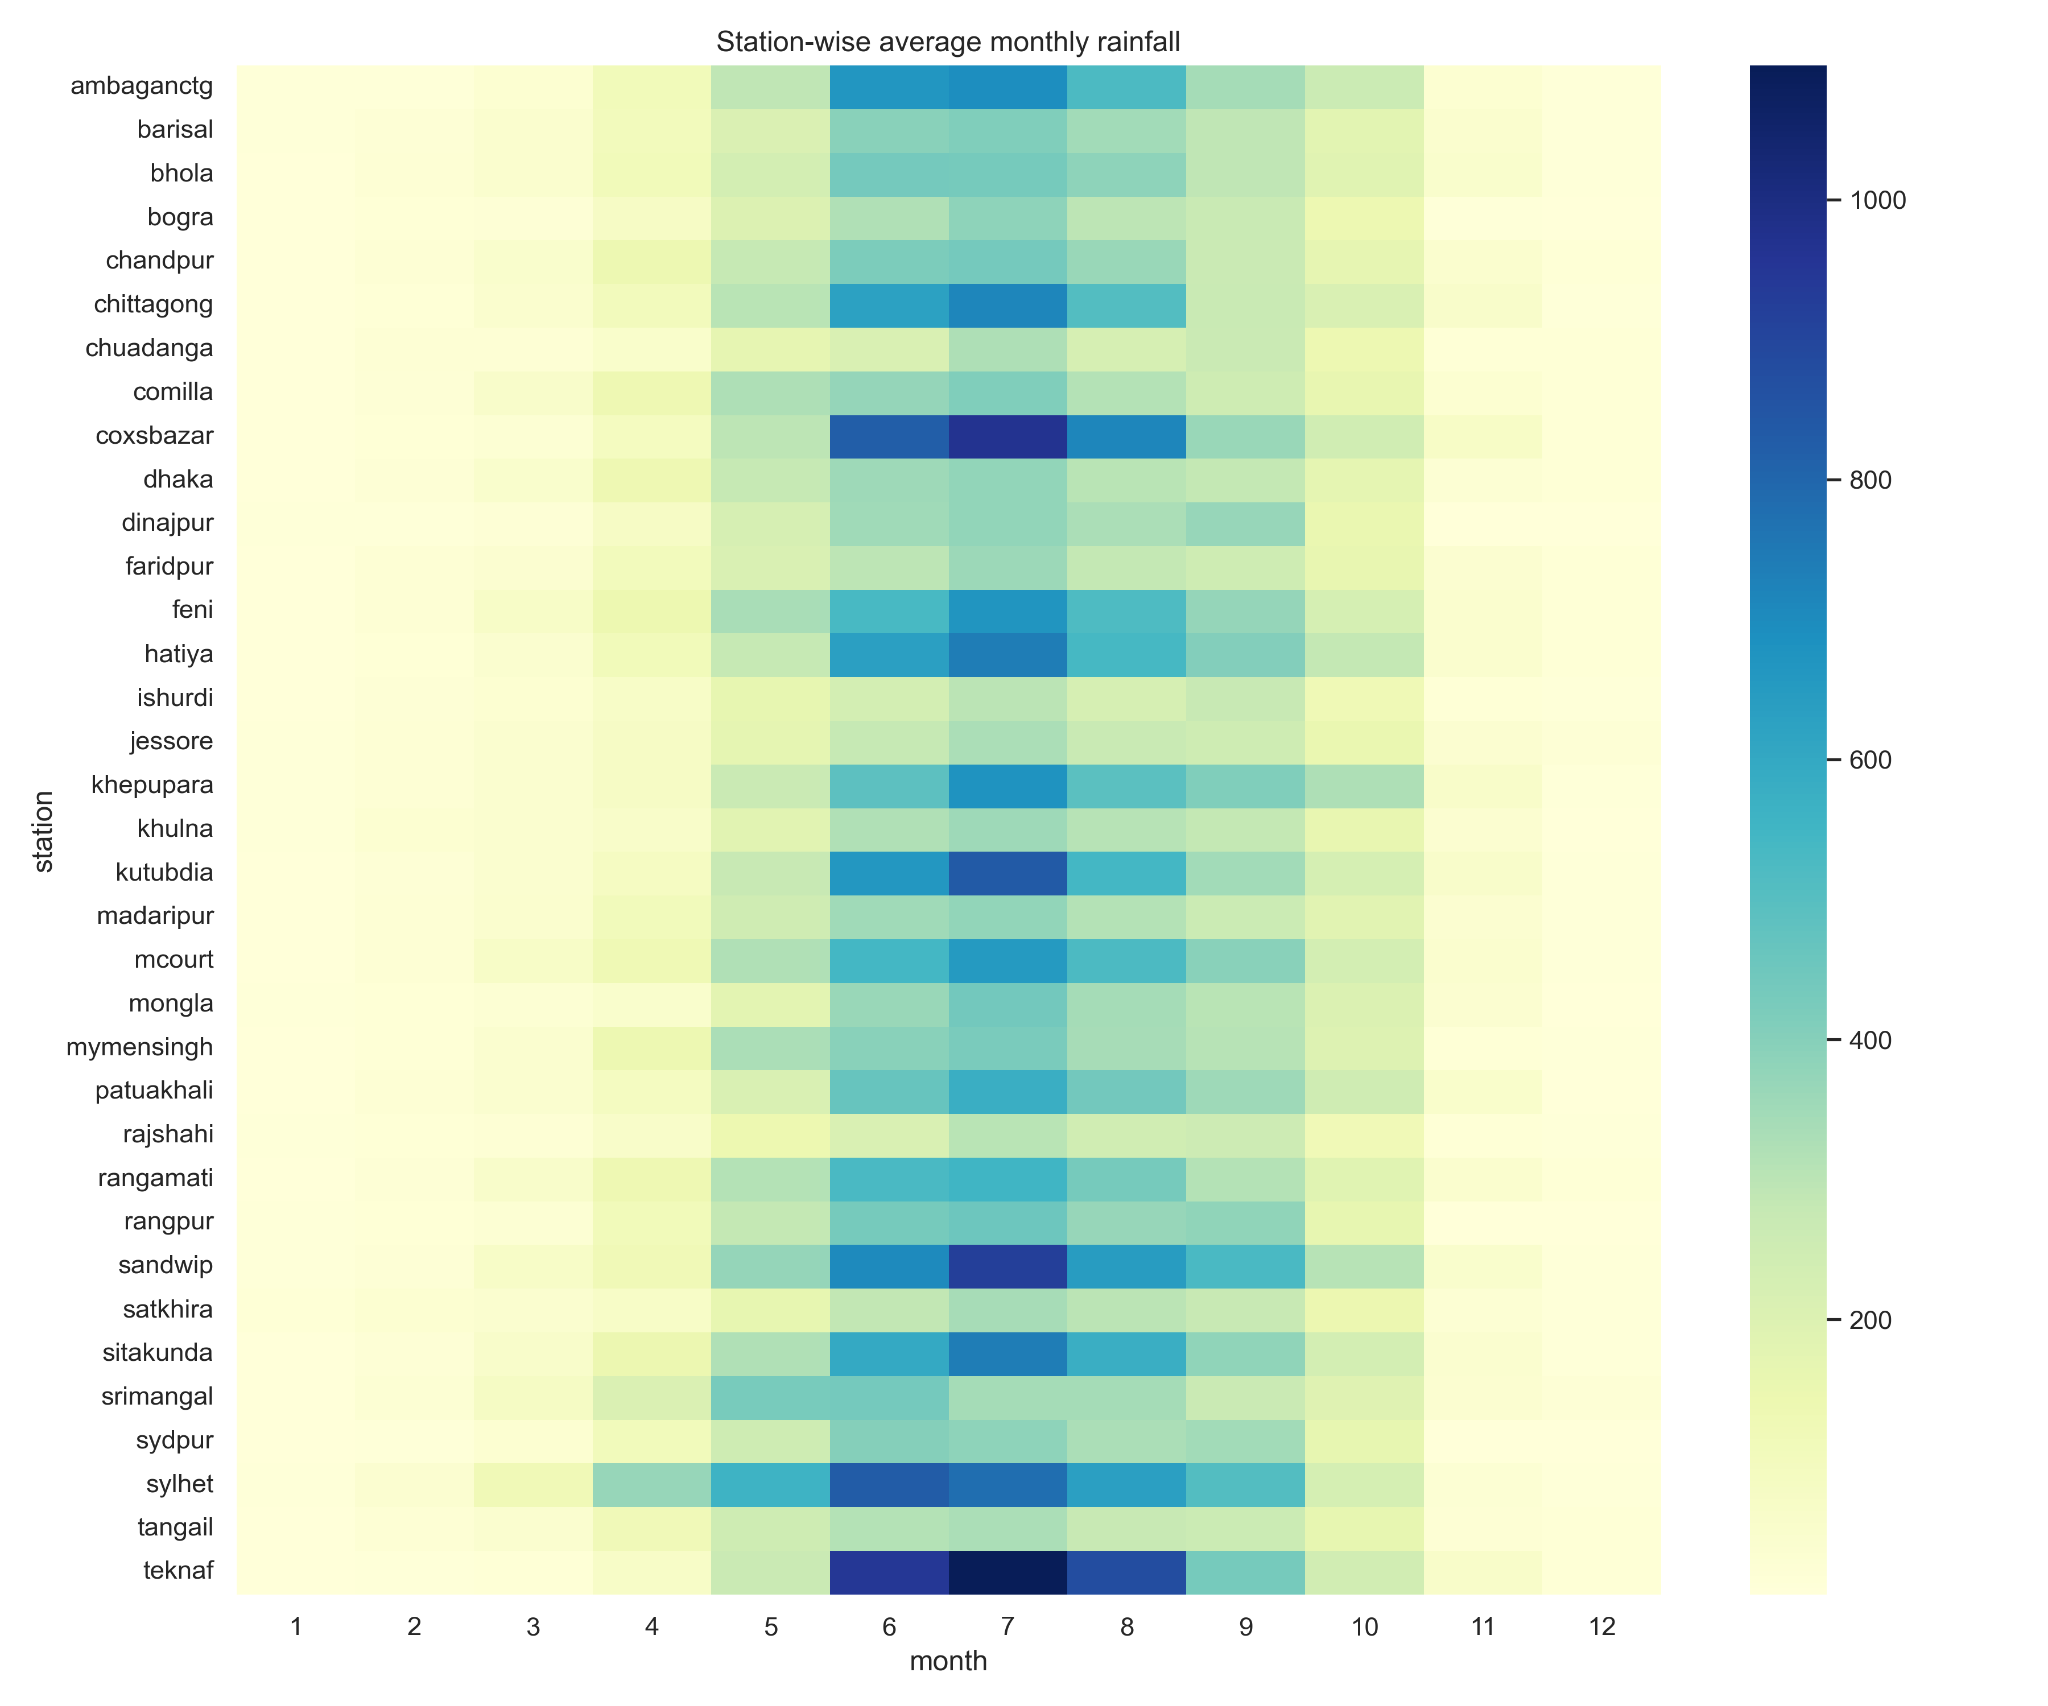 Station-wise average monthly rainfall
ambaganctg
barisal
bhola
bogra
chandpur
chittagong
chuadanga
comilla
coxsbazar
dhaka
dinajpur
faridpur
feni
hatiya
ishurdi
jessore
khepupara
khulna
kutubdia
madaripur
mcourt
mongla
mymensingh
patuakhali
rajshahi
rangamati
rangpur
sandwip
satkhira
sitakunda
srimangal
sydpur
sylhet
tangail
teknaf
station
1 2 3 4 5 6 7 8 9 10 11 12
month
1000
800
600
400
200